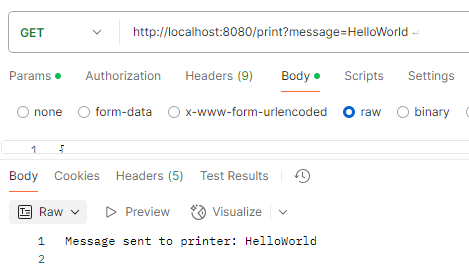 GET http://localhost:8080/print?message=HelloWorld ↵
Params Authorization Headers (9) Body Scripts Settings
none form-data x-www-form-urlencoded raw binary
1 {
Body Cookies Headers (5) Test Results
Raw Preview Visualize
1 Message sent to printer: HelloWorld
2